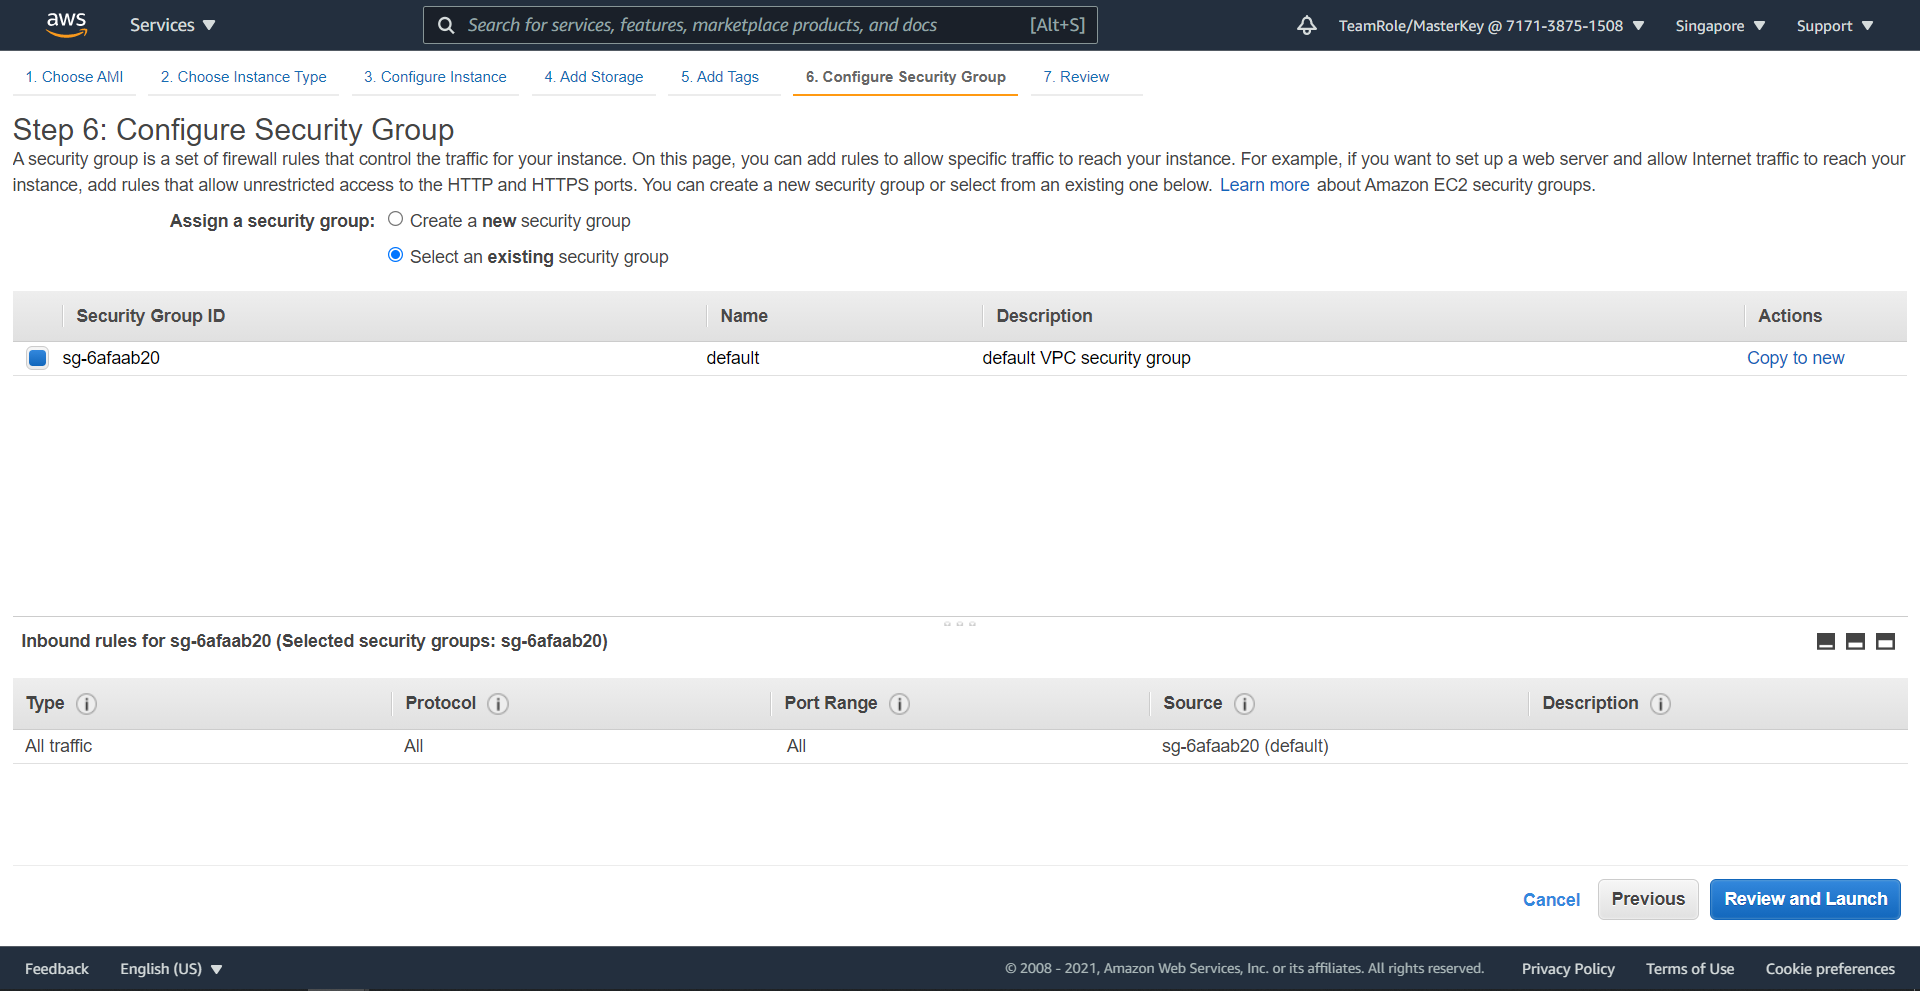 aws
Services
Search for services, features, marketplace products, and docs [Alt+S]
TeamRole/MasterKey @ 7171-3875-1508
Singapore
Support
1. Choose AMI
2. Choose Instance Type
3. Configure Instance
4. Add Storage
5. Add Tags
6. Configure Security Group
7. Review
Step 6: Configure Security Group
A security group is a set of firewall rules that control the traffic for your instance. On this page, you can add rules to allow specific traffic to reach your instance. For example, if you want to set up a web server and allow Internet traffic to reach your
instance, add rules that allow unrestricted access to the HTTP and HTTPS ports. You can create a new security group or select from an existing one below. Learn more about Amazon EC2 security groups.
Assign a security group: Create a new security group
Select an existing security group
Security Group ID Name Description Actions
sg-6afaab20 default default VPC security group Copy to new
Inbound rules for sg-6afaab20 (Selected security groups: sg-6afaab20)
Type Protocol Port Range Source Description
All traffic All All sg-6afaab20 (default)
Cancel Previous Review and Launch
Feedback English (US) © 2008 - 2021, Amazon Web Services, Inc. or its affiliates. All rights reserved. Privacy Policy Terms of Use Cookie preferences